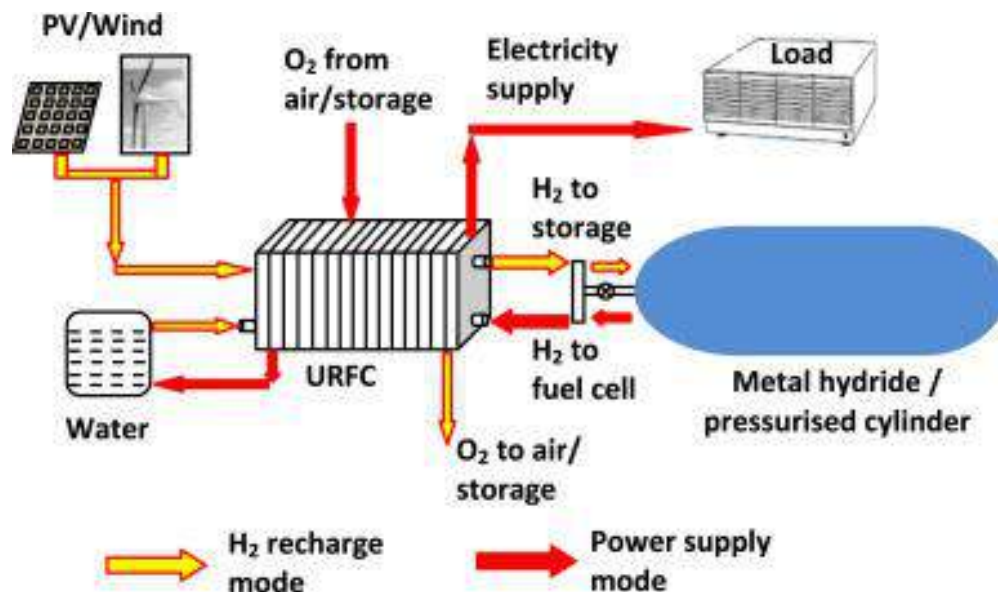 PV/Wind
O₂ from
air/storage
Electricity
supply
Load
H₂ to
storage
H₂ to
fuel cell
URFC
Water
Metal hydride /
pressurised cylinder
O₂ to air/
storage
H₂ recharge
mode
Power supply
mode